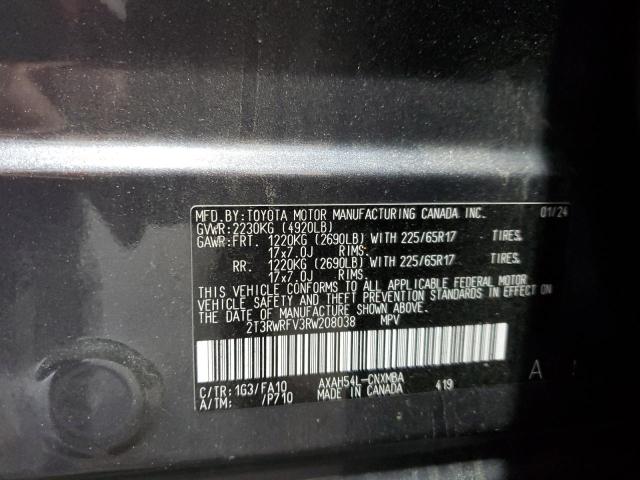 MFD.BY:TOYOTA MOTOR MANUFACTURING CANADA INC. 01/24
GVWR:2230KG (4920LB)
GAWR:FRT. 1220KG (2690LB) WITH 225/65R17 TIRES,
17x7.0J RIMS
RR. 1220KG (2690LB) WITH 225/65R17 TIRES,
17x7.0J RIMS
THIS VEHICLE CONFORMS TO ALL APPLICABLE FEDERAL MOTOR
VEHICLE SAFETY AND THEFT PREVENTION STANDARDS IN EFFECT ON
THE DATE OF MANUFACTURE SHOWN ABOVE.
2T3RWRFV3RW208038 MPV
C/TR:1G3/FA10 AXAH54L-CNXMBA 419
A/TM: /P710 MADE IN CANADA
A